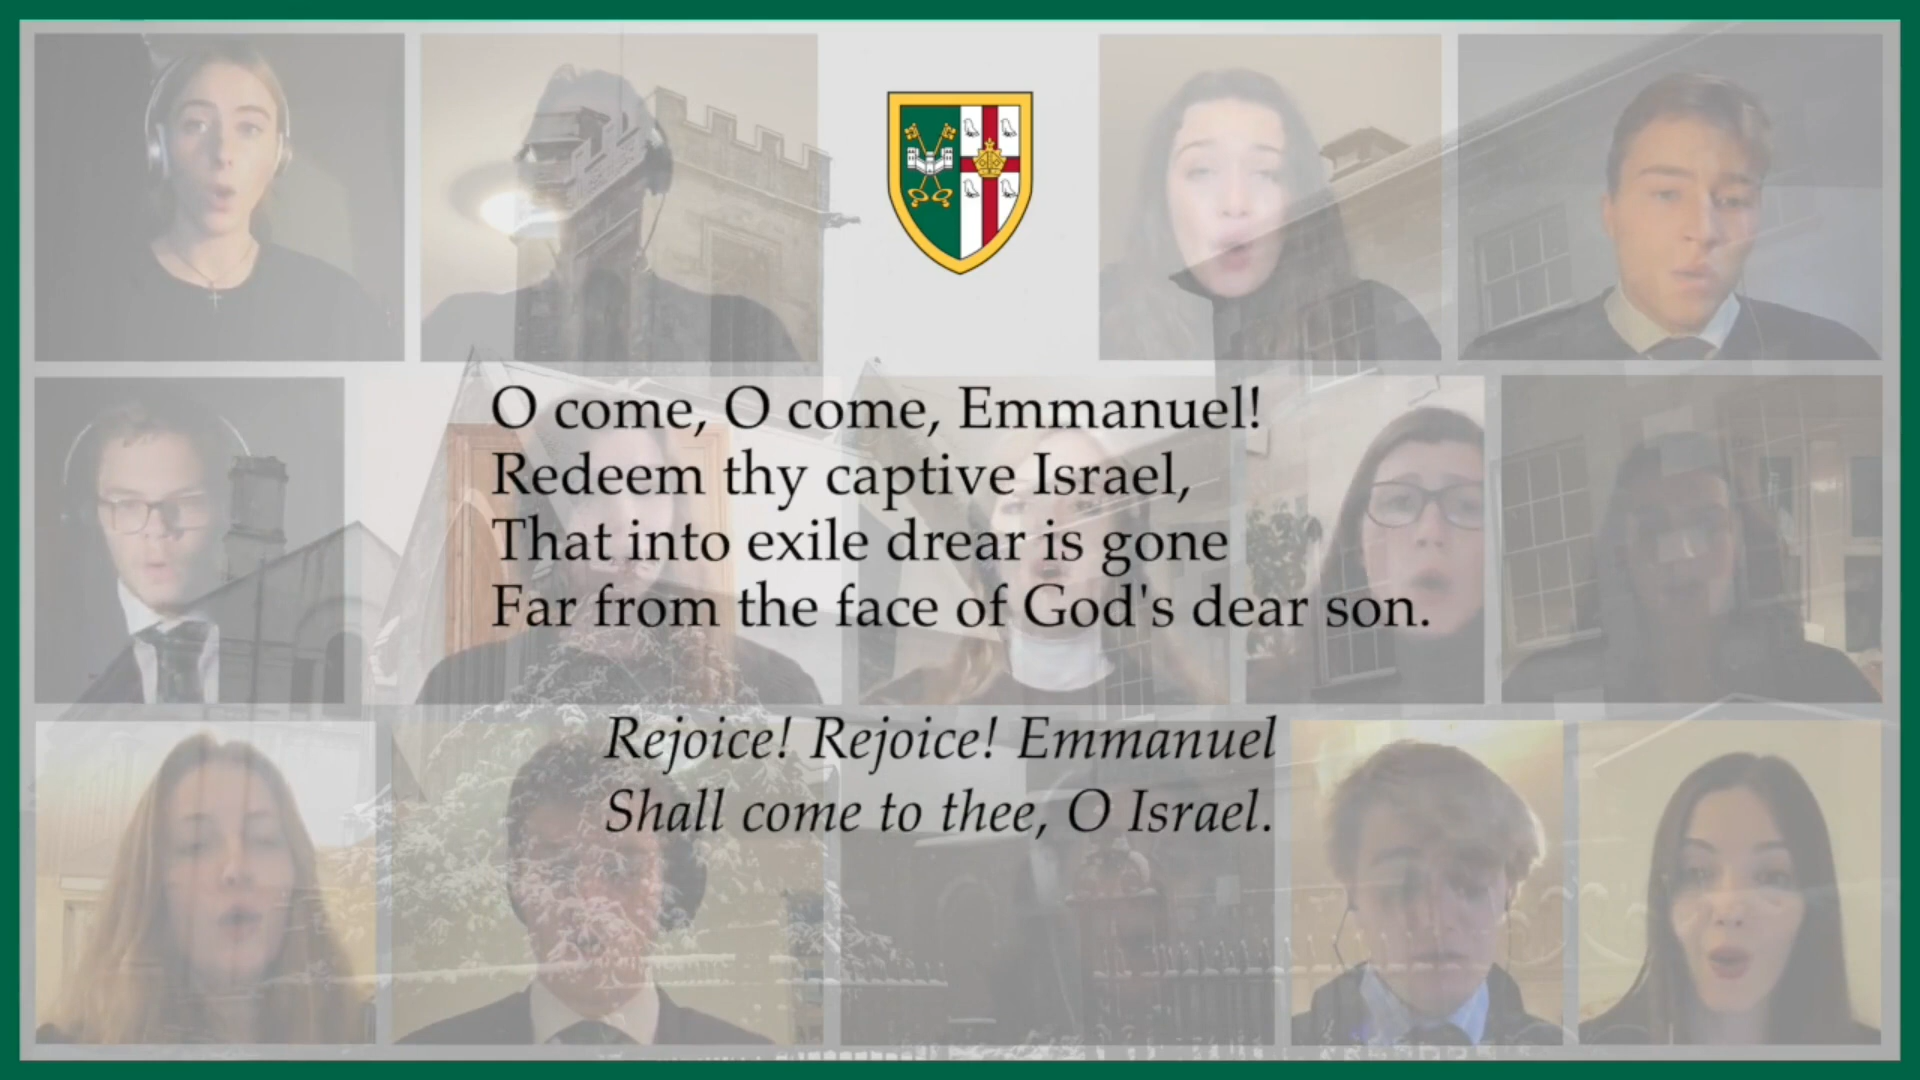 O come, O come, Emmanuel!
Redeem thy captive Israel,
That into exile drear is gone
Far from the face of God's dear son.
Rejoice! Rejoice! Emmanuel
Shall come to thee, O Israel.